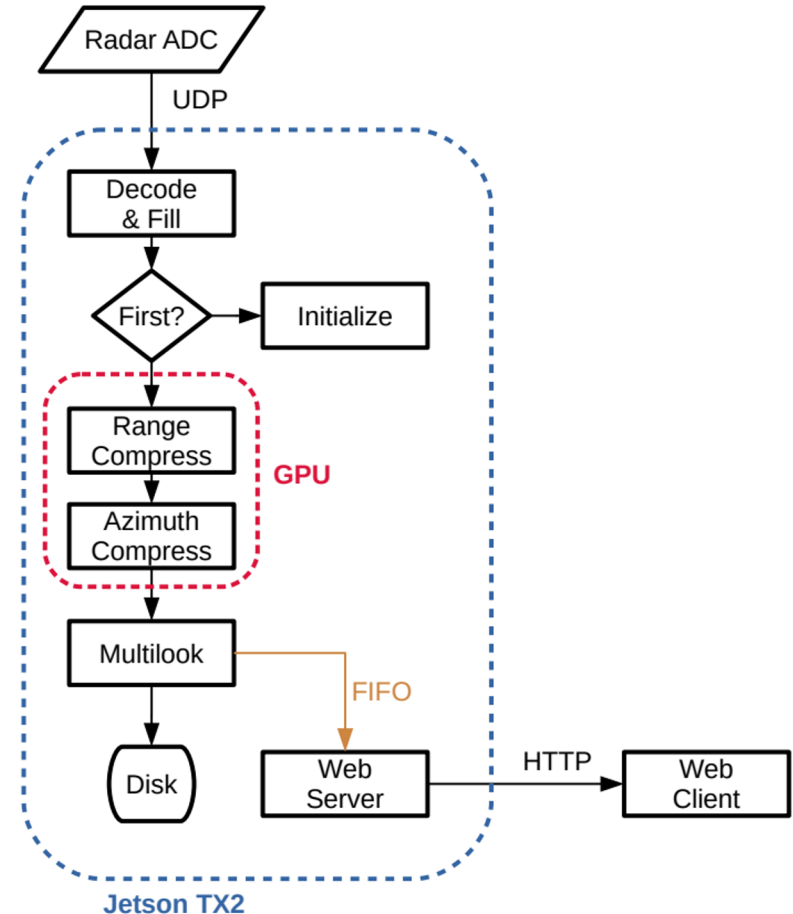 Radar ADC
UDP
Decode
& Fill
First?
Initialize
Range
Compress
GPU
Azimuth
Compress
Multilook
FIFO
Disk
Web
Server
HTTP
Web
Client
Jetson TX2